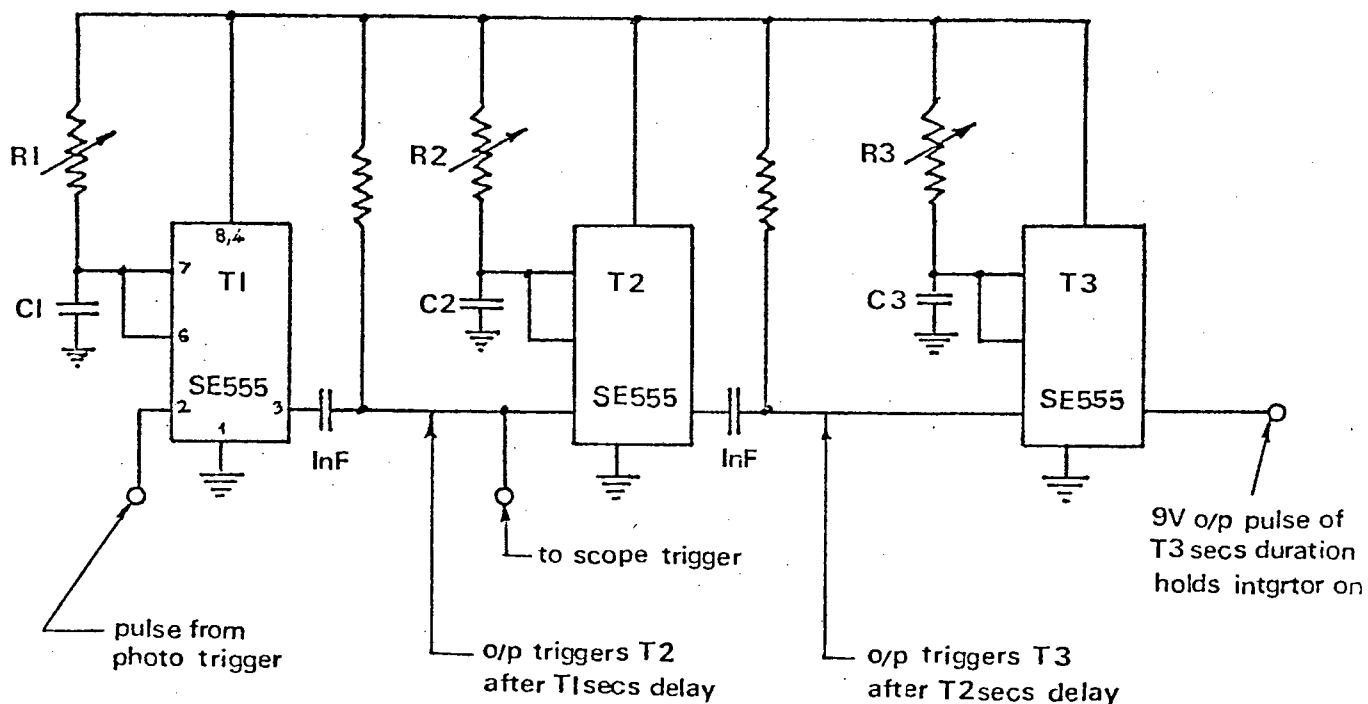 R1
R2
R3
8,4
7
T1
T2
T3
C1
C2
C3
6
SE555
SE555
SE555
2
3
1
1nF
1nF
to scope trigger
9V o/p pulse of
T3 secs duration
holds intgrtor on
pulse from
photo trigger
o/p triggers T2
after T1secs delay
o/p triggers T3
after T2secs delay